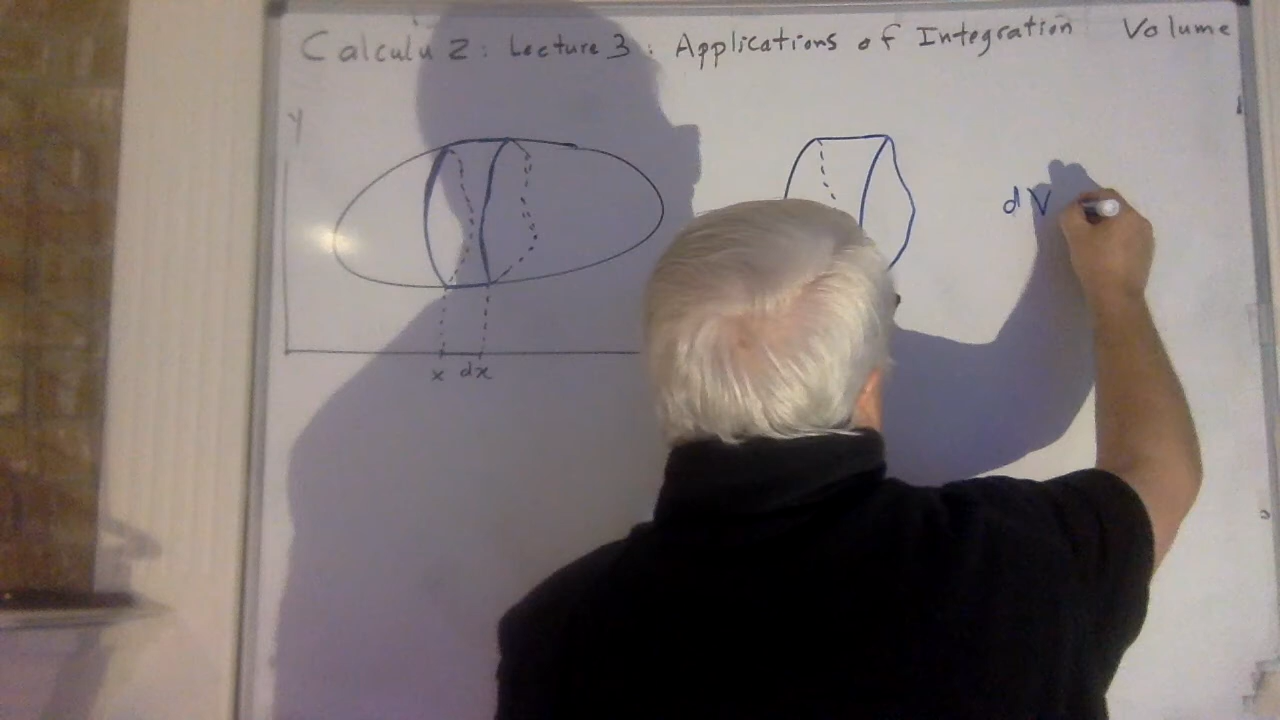 Calculu 2: Lecture 3: Applications of Integration Volume
y
dV
x dx